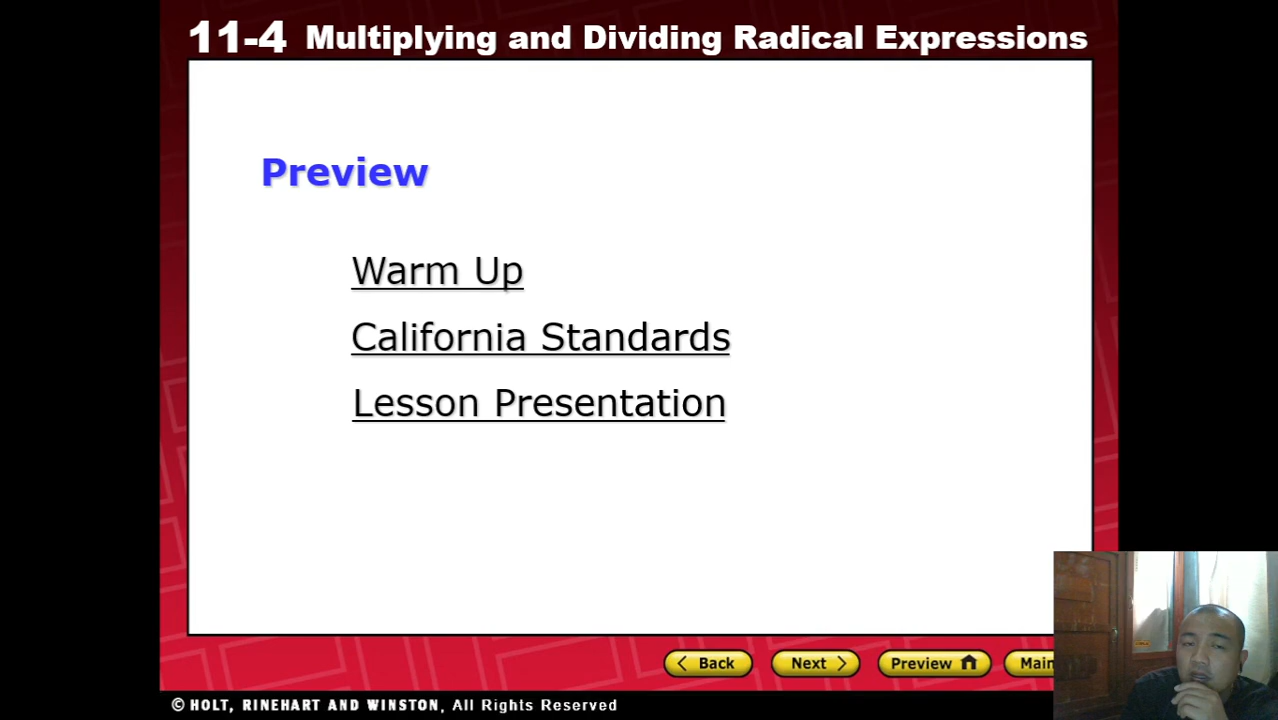 11-4 Multiplying and Dividing Radical Expressions
Preview
Warm Up
California Standards
Lesson Presentation
Back Next Preview Main
© HOLT, RINEHART AND WINSTON, All Rights Reserved